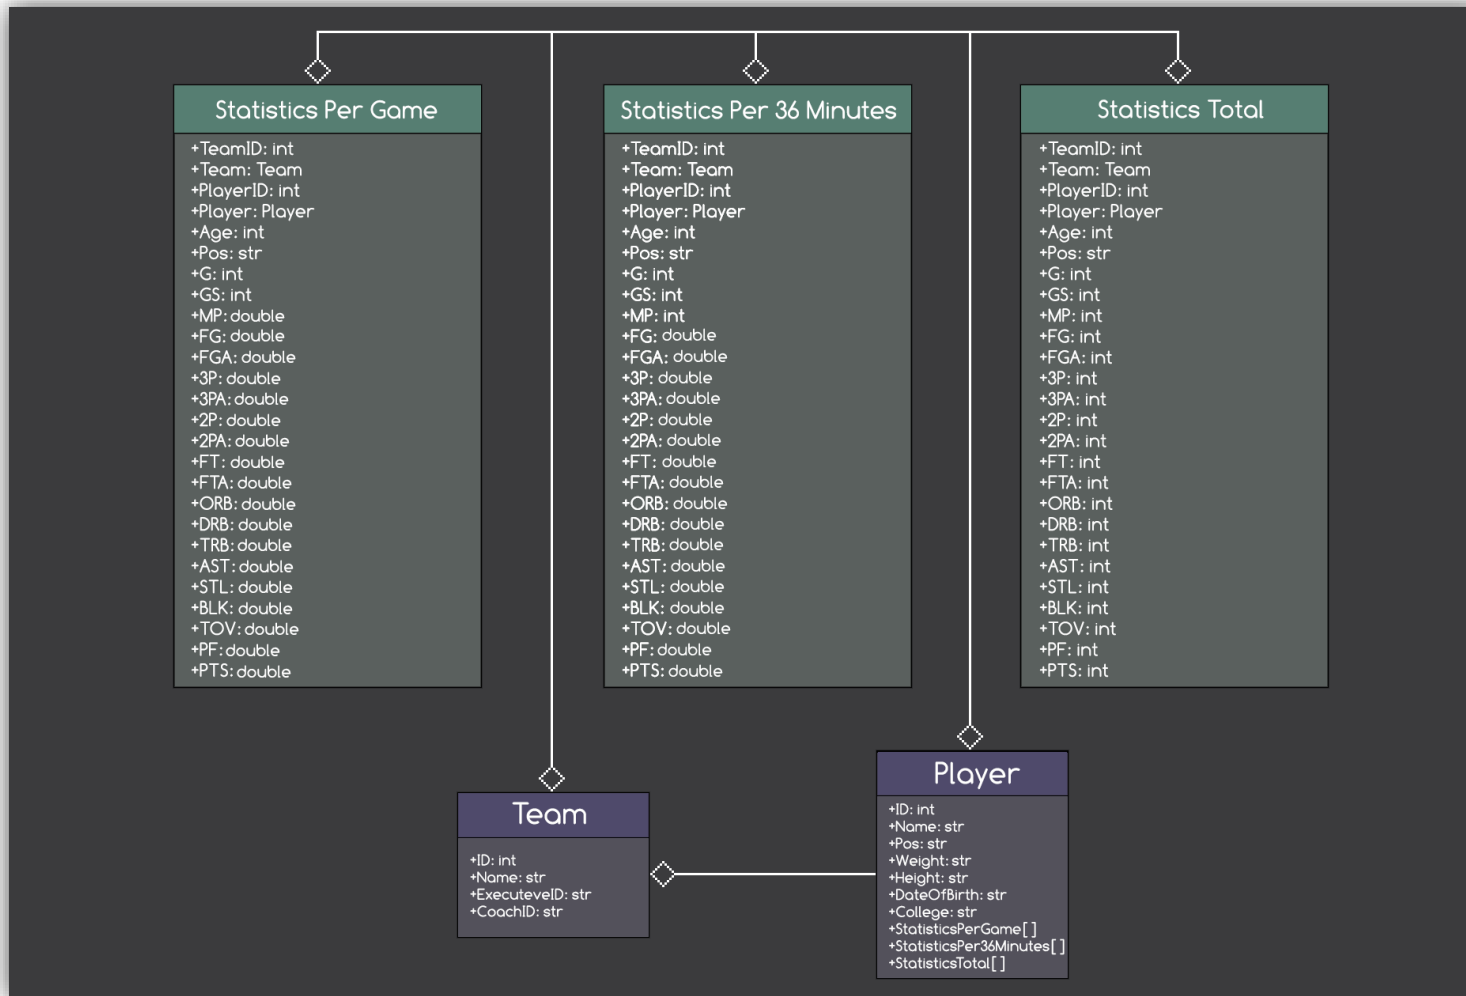 Statistics Per Game
+TeamID: int
+Team: Team
+PlayerID: int
+Player: Player
+Age: int
+Pos: str
+G: int
+GS: int
+MP: double
+FG: double
+FGA: double
+3P: double
+3PA: double
+2P: double
+2PA: double
+FT: double
+FTA: double
+ORB: double
+DRB: double
+TRB: double
+AST: double
+STL: double
+BLK: double
+TOV: double
+PF: double
+PTS: double
Statistics Per 36 Minutes
+TeamID: int
+Team: Team
+PlayerID: int
+Player: Player
+Age: int
+Pos: str
+G: int
+GS: int
+MP: int
+FG: double
+FGA: double
+3P: double
+3PA: double
+2P: double
+2PA: double
+FT: double
+FTA: double
+ORB: double
+DRB: double
+TRB: double
+AST: double
+STL: double
+BLK: double
+TOV: double
+PF: double
+PTS: double
Statistics Total
+TeamID: int
+Team: Team
+PlayerID: int
+Player: Player
+Age: int
+Pos: str
+G: int
+GS: int
+MP: int
+FG: int
+FGA: int
+3P: int
+3PA: int
+2P: int
+2PA: int
+FT: int
+FTA: int
+ORB: int
+DRB: int
+TRB: int
+AST: int
+STL: int
+BLK: int
+TOV: int
+PF: int
+PTS: int
Team
+ID: int
+Name: str
+ExecuteveID: str
+CoachID: str
Player
+ID: int
+Name: str
+Pos: str
+Weight: str
+Height: str
+DateOfBirth: str
+College: str
+StatisticsPerGame[ ]
+StatisticsPer36Minutes[ ]
+StatisticsTotal[ ]